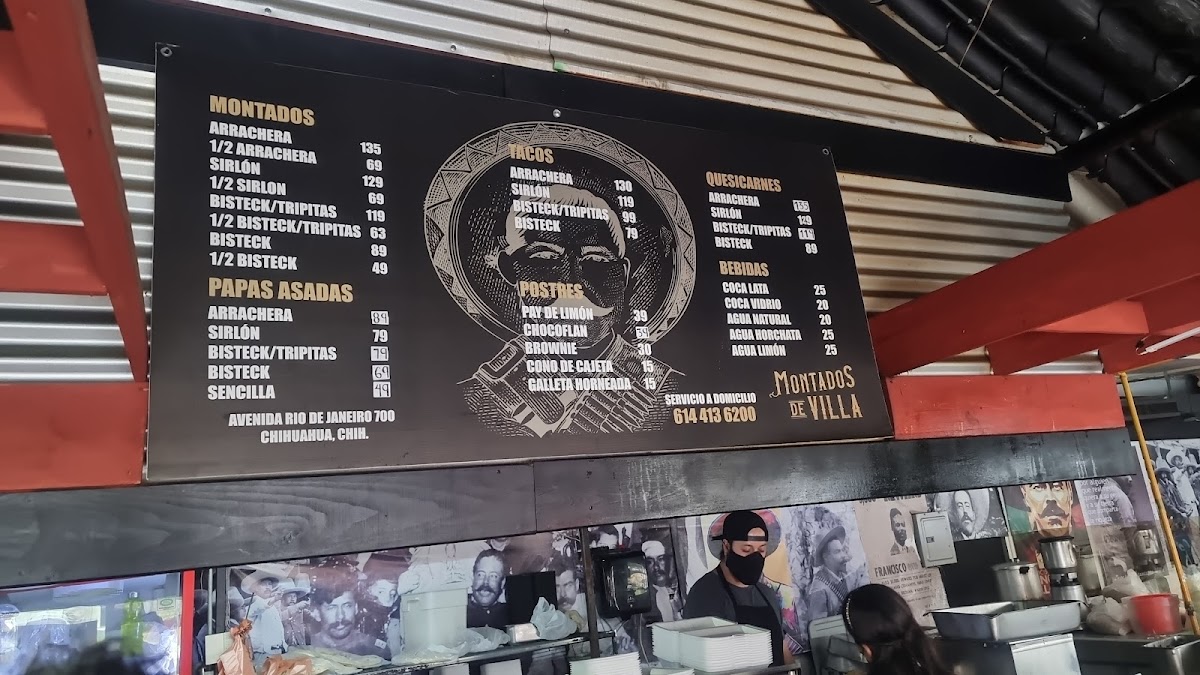 MONTADOS
ARRACHERA 135
1/2 ARRACHERA 69
SIRLÓN 129
1/2 SIRLON 69
BISTECK/TRIPITAS 119
1/2 BISTECK/TRIPITAS 63
BISTECK 89
1/2 BISTECK 49
PAPAS ASADAS
ARRACHERA 89
SIRLÓN 79
BISTECK/TRIPITAS 79
BISTECK 69
SENCILLA 49
AVENIDA RIO DE JANEIRO 700
CHIHUAHUA, CHIH.
TACOS
ARRACHERA 130
SIRLÓN 119
BISTECK/TRIPITAS 99
BISTECK 79
POSTRES
PAY DE LIMÓN 39
CHOCOFLAN
BROWNIE 30
CONO DE CAJETA 15
GALLETA HORNEADA 15
QUESICARNES
ARRACHERA
SIRLÓN 129
BISTECK/TRIPITAS
BISTECK 89
BEBIDAS
COCA LATA 25
COCA VIDRIO 20
AGUA NATURAL 20
AGUA HORCHATA 25
AGUA LIMÓN 25
SERVICIO A DOMICILIO
614 413 6200
MONTADOS
DE VILLA
FRANCISCO